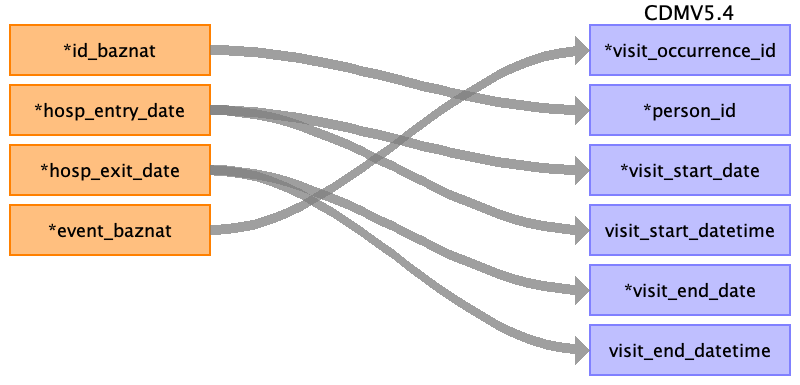 CDMV5.4
*id_baznat
*visit_occurrence_id
*hosp_entry_date
*person_id
*hosp_exit_date
*visit_start_date
*event_baznat
visit_start_datetime
*visit_end_date
visit_end_datetime